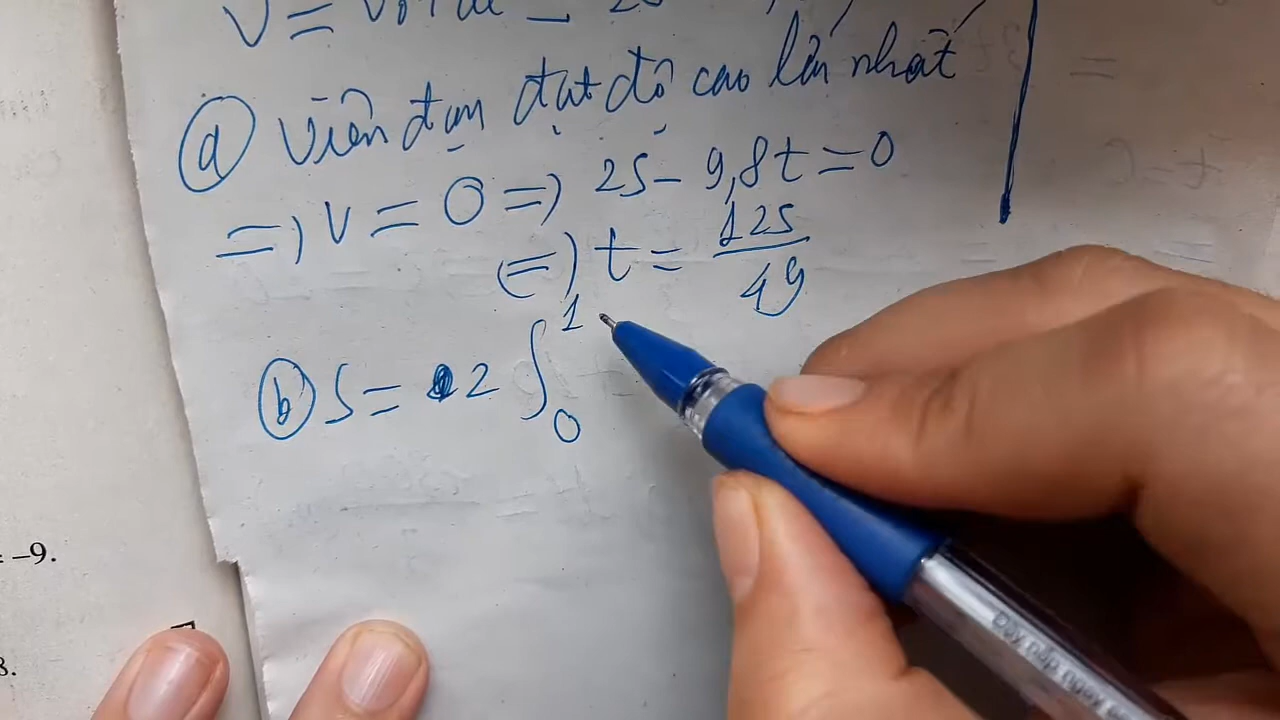 V =
ⓐ Viên đạn đạt độ cao lớn nhất
=) V = 0 =) 25 - 9,8t = 0
(=) t = 125/49
ⓑ S = 2 ∫₀¹
= -9.
8.